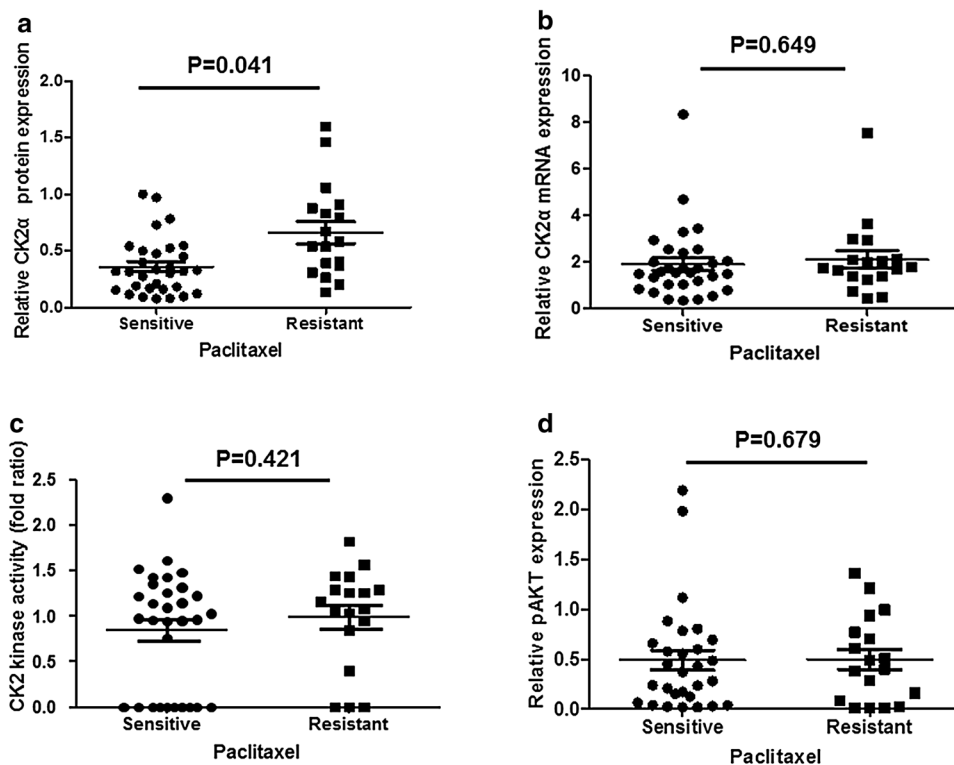 a
P=0.041
Relative CK2α protein expression
2.0
1.5
1.0
0.5
0.0
Sensitive
Resistant
Paclitaxel
b
P=0.649
Relative CK2α mRNA expression
10
8
6
4
2
0
Sensitive
Resistant
Paclitaxel
c
P=0.421
CK2 kinase activity (fold ratio)
2.5
2.0
1.5
1.0
0.5
0.0
Sensitive
Resistant
Paclitaxel
d
P=0.679
Relative pAKT expression
2.5
2.0
1.5
1.0
0.5
0.0
Sensitive
Resistant
Paclitaxel